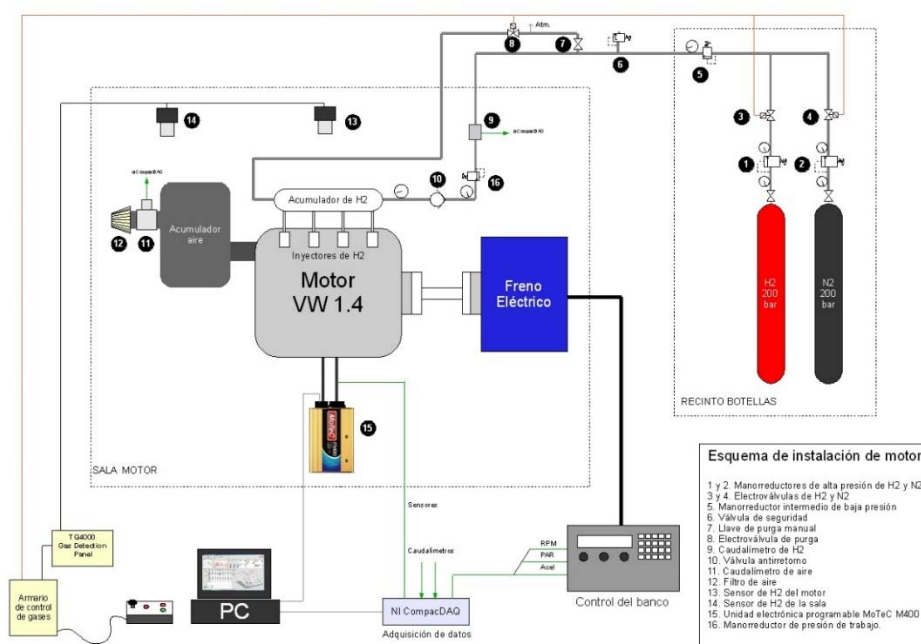 Atm.
8
7
6
5
3
4
14
13
9
al CompacDAQ
1
2
10
16
al CompacDAQ
Acumulador de H2
12
11
Acumulador
aire
Inyectores de H2
Motor
VW 1.4
Freno
Eléctrico
H2
200
bar
N2
200
bar
RECINTO BOTELLAS
MoTeC
15
SALA MOTOR
Esquema de instalación de motor
1 y 2. Manorreductores de alta presión de H2 y N2
3 y 4. Electroválvulas de H2 y N2
5. Manorreductor intermedio de baja presión
6. Válvula de seguridad
7. Llave de purga manual
8. Electroválvula de purga
9. Caudalímetro de H2
10. Válvula antirretorno
11. Caudalímetro de aire
12. Filtro de aire
13. Sensor de H2 del motor
14. Sensor de H2 de la sala
15. Unidad electrónica programable MoTeC M400
16. Manorreductor de presión de trabajo.
Sensores
TG4000
Gas Detection
Panel
Caudalímetros
RPM
PAR
Acel
Armario
de control
de gases
PC
NI CompacDAQ
Adquisición de datos
Control del banco